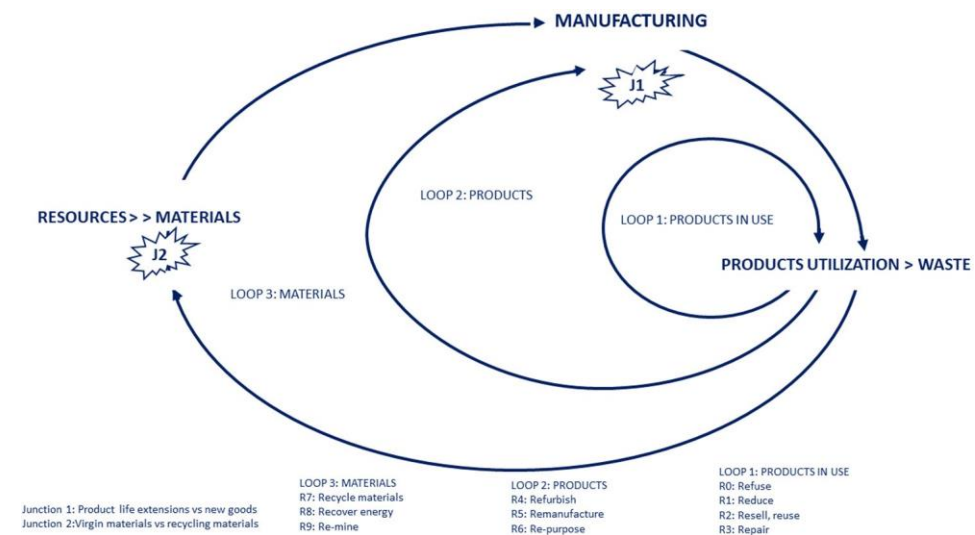 MANUFACTURING
J1
LOOP 2: PRODUCTS
RESOURCES> > MATERIALS
LOOP 1: PRODUCTS IN USE
J2
PRODUCTS UTILIZATION > WASTE
LOOP 3: MATERIALS
Junction 1: Product life extensions vs new goods
Junction 2:Virgin materials vs recycling materials
LOOP 3: MATERIALS
R7: Recycle materials
R8: Recover energy
R9: Re-mine
LOOP 2: PRODUCTS
R4: Refurbish
R5: Remanufacture
R6: Re-purpose
LOOP 1: PRODUCTS IN USE
R0: Refuse
R1: Reduce
R2: Resell, reuse
R3: Repair